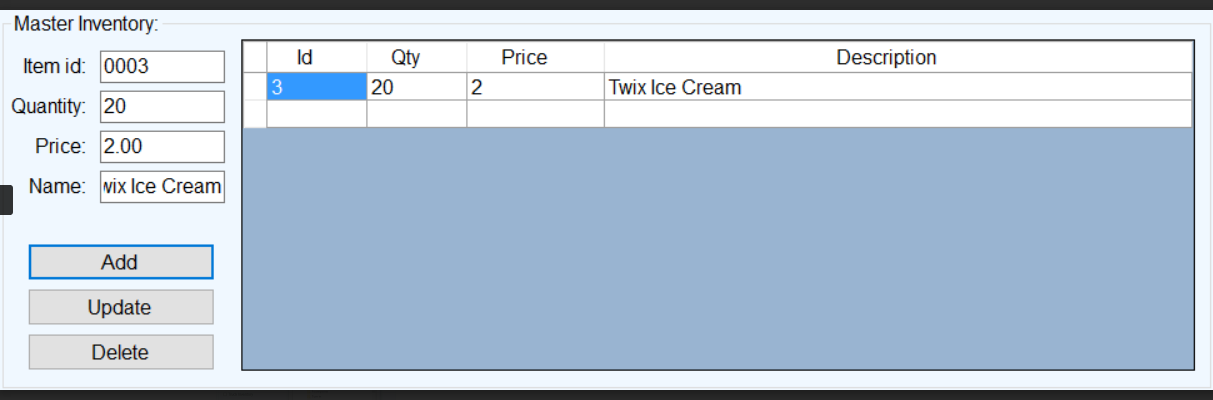 Master Inventory:
Item id: 0003
Quantity: 20
Price: 2.00
Name: wix Ice Cream
Add
Update
Delete
Id Qty Price Description
3 20 2 Twix Ice Cream